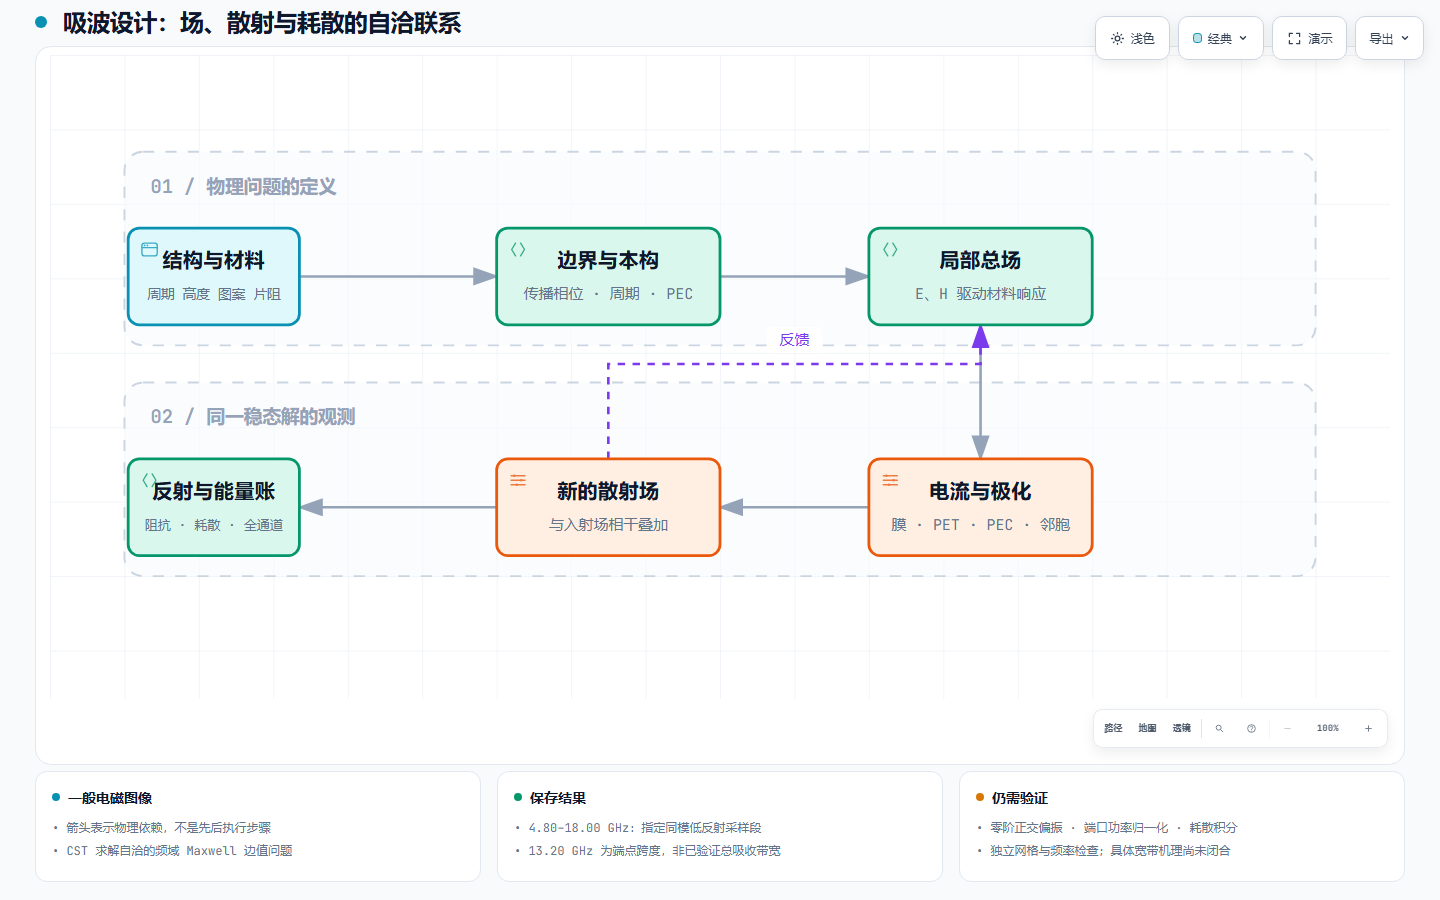 吸波设计：场、散射与耗散的自洽联系
浅色
经典
演示
导出
01 / 物理问题的定义
结构与材料
周期 高度 图案 片阻
边界与本构
传播相位 · 周期 · PEC
局部总场
E、H 驱动材料响应
反馈
02 / 同一稳态解的观测
反射与能量账
阻抗 · 耗散 · 全通道
新的散射场
与入射场相干叠加
电流与极化
膜 · PET · PEC · 邻胞
路径 地图 透镜 100%
一般电磁图像
• 箭头表示物理依赖，不是先后执行步骤
• CST 求解自洽的频域 Maxwell 边值问题
保存结果
• 4.80–18.00 GHz: 指定同模低反射采样段
• 13.20 GHz 为端点跨度，非已验证总吸收带宽
仍需验证
• 零阶正交偏振 · 端口功率归一化 · 耗散积分
• 独立网格与频率检查；具体宽带机理尚未闭合